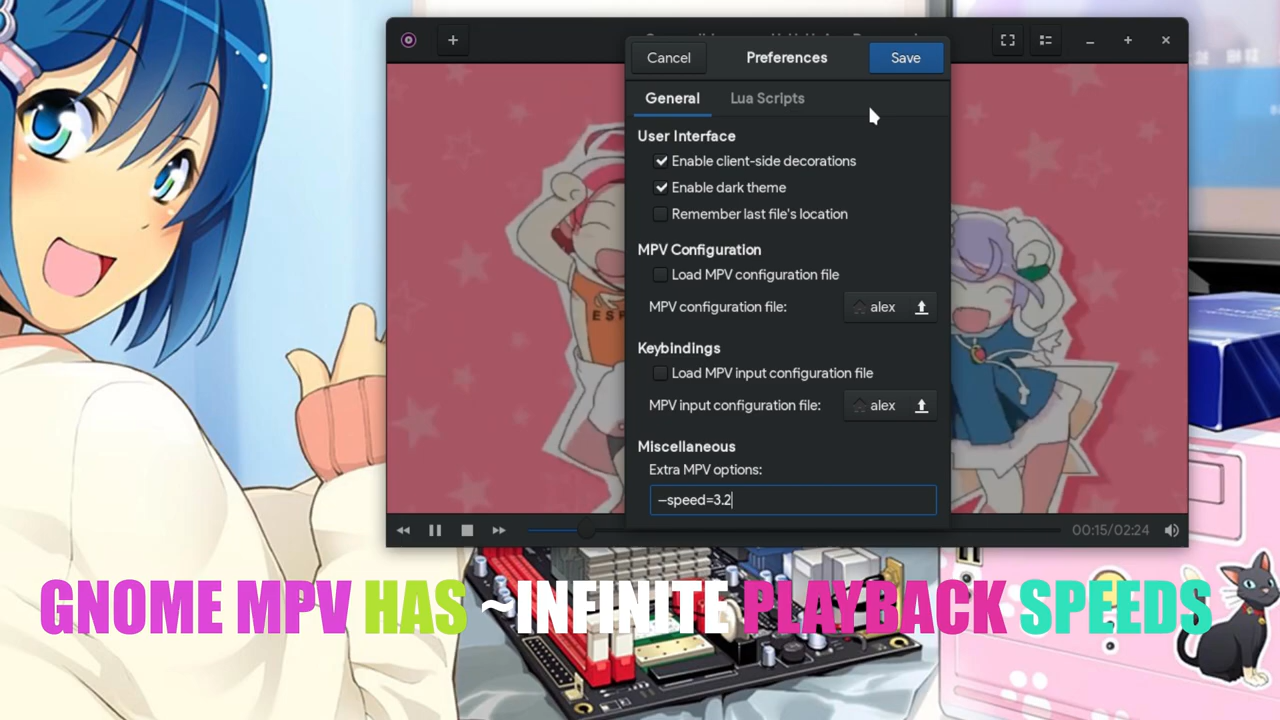 Cancel
Preferences
Save
General
Lua Scripts
User Interface
Enable client-side decorations
Enable dark theme
Remember last file's location
MPV Configuration
Load MPV configuration file
MPV configuration file:
alex
Keybindings
Load MPV input configuration file
MPV input configuration file:
alex
Miscellaneous
Extra MPV options:
--speed=3.2
00:15/02:24
GNOME MPV HAS ~INFINITE PLAYBACK SPEEDS